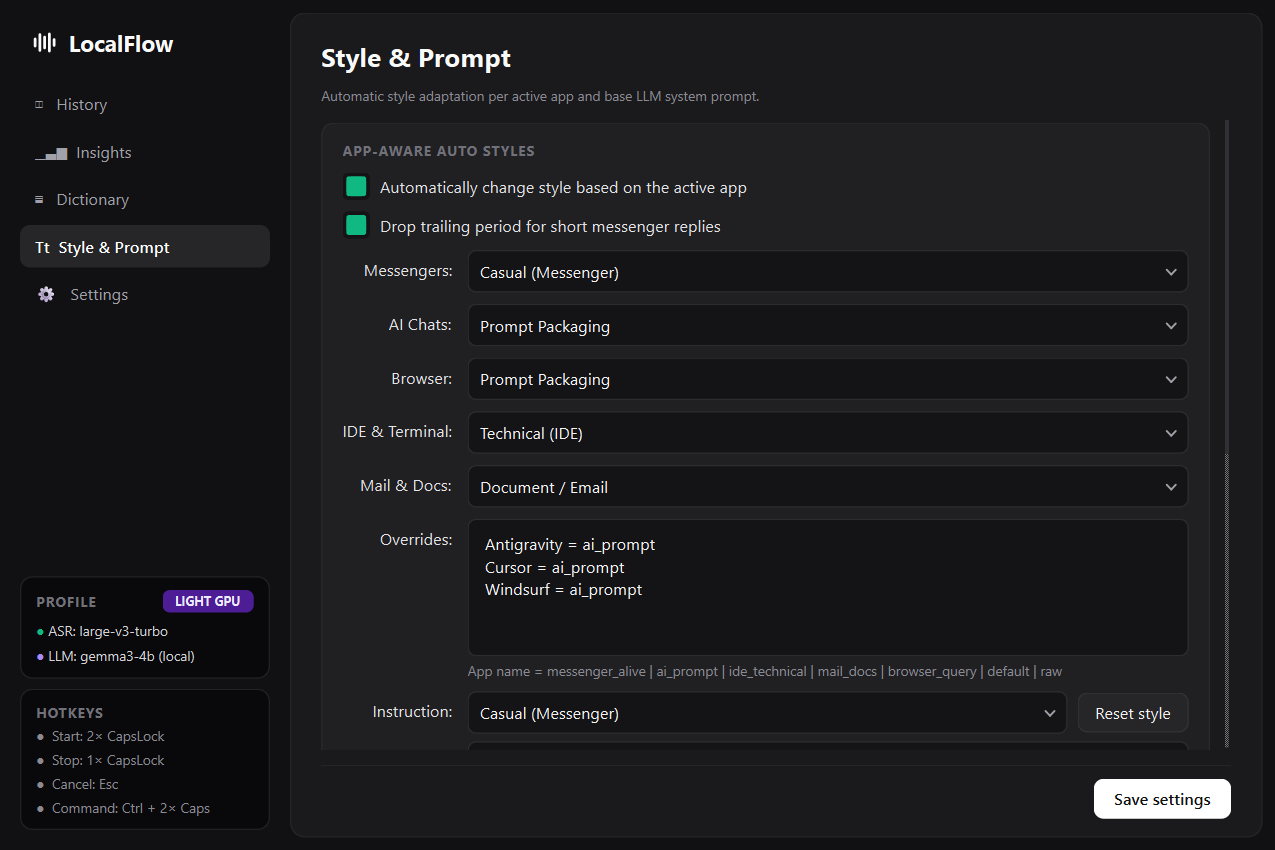 LocalFlow
History
Insights
Dictionary
Tt Style & Prompt
Settings
PROFILE
LIGHT GPU
ASR: large-v3-turbo
LLM: gemma3-4b (local)
HOTKEYS
Start: 2× CapsLock
Stop: 1× CapsLock
Cancel: Esc
Command: Ctrl + 2× Caps
Style & Prompt
Automatic style adaptation per active app and base LLM system prompt.
APP-AWARE AUTO STYLES
Automatically change style based on the active app
Drop trailing period for short messenger replies
Messengers: Casual (Messenger)
AI Chats: Prompt Packaging
Browser: Prompt Packaging
IDE & Terminal: Technical (IDE)
Mail & Docs: Document / Email
Overrides: Antigravity = ai_prompt
Cursor = ai_prompt
Windsurf = ai_prompt
App name = messenger_alive | ai_prompt | ide_technical | mail_docs | browser_query | default | raw
Instruction: Casual (Messenger) Reset style
Save settings